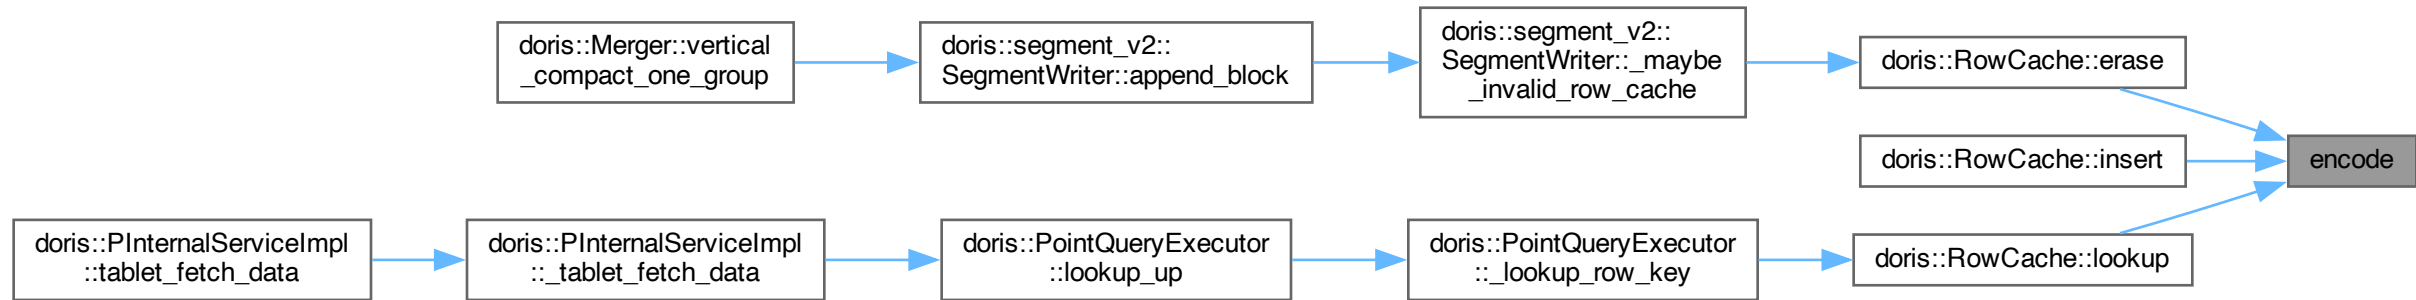 doris::Merger::vertical
_compact_one_group
doris::segment_v2::
SegmentWriter::append_block
doris::segment_v2::
SegmentWriter::_maybe
_invalid_row_cache
doris::RowCache::erase
doris::RowCache::insert
encode
doris::PInternalServiceImpl
::tablet_fetch_data
doris::PInternalServiceImpl
::_tablet_fetch_data
doris::PointQueryExecutor
::lookup_up
doris::PointQueryExecutor
::_lookup_row_key
doris::RowCache::lookup